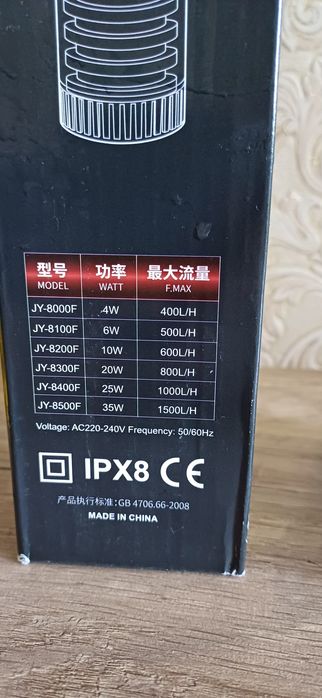 型号 功率 最大流量
MODEL WATT F.MAX
JY-8000F 4W 400L/H
JY-8100F 6W 500L/H
JY-8200F 10W 600L/H
JY-8300F 20W 800L/H
JY-8400F 25W 1000L/H
JY-8500F 35W 1500L/H
Voltage: AC220-240V Frequency: 50/60Hz
IPX8 CE
产品执行标准: GB 4706.66-2008
MADE IN CHINA